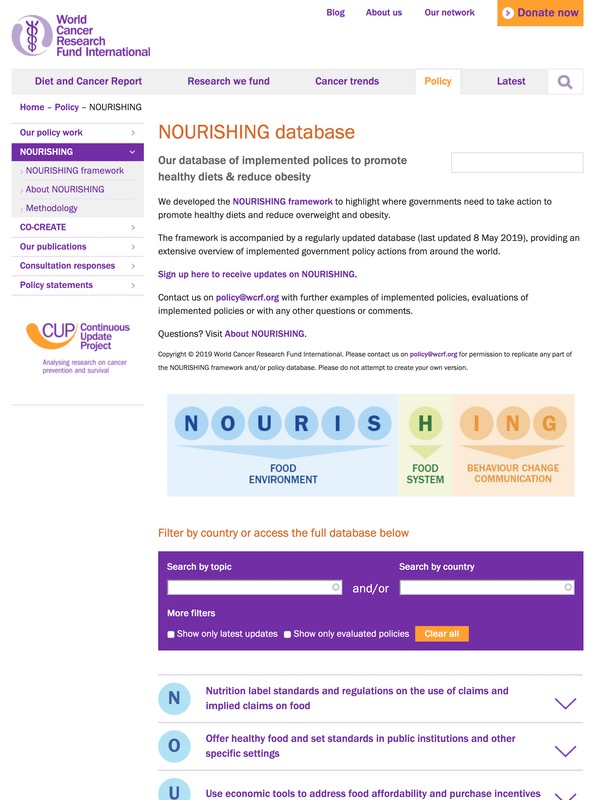 World
Cancer
Research
Fund International
Blog
About us
Our network
Donate now
Diet and Cancer Report
Research we fund
Cancer trends
Policy
Latest
Home – Policy – NOURISHING
Our policy work
NOURISHING
NOURISHING framework
About NOURISHING
Methodology
CO-CREATE
Our publications
Consultation responses
Policy statements
CUP Continuous
Update
Project
Analysing research on cancer
prevention and survival
NOURISHING database
Our database of implemented polices to promote
healthy diets & reduce obesity
We developed the NOURISHING framework to highlight where governments need to take action to
promote healthy diets and reduce overweight and obesity.
The framework is accompanied by a regularly updated database (last updated 8 May 2019), providing an
extensive overview of implemented government policy actions from around the world.
Sign up here to receive updates on NOURISHING.
Contact us on policy@wcrf.org with further examples of implemented policies, evaluations of
implemented policies or with any other questions or comments.
Questions? Visit About NOURISHING.
Copyright © 2019 World Cancer Research Fund International. Please contact us on policy@wcrf.org for permission to replicate any part of
the NOURISHING framework and/or policy database. Please do not attempt to create your own version.
N O U R I S H I N G
FOOD
ENVIRONMENT
FOOD
SYSTEM
BEHAVIOUR CHANGE
COMMUNICATION
Filter by country or access the full database below
Search by topic
and/or
Search by country
More filters
Show only latest updates
Show only evaluated policies
Clear all
N
Nutrition label standards and regulations on the use of claims and
implied claims on food
O
Offer healthy food and set standards in public institutions and other
specific settings
U
Use economic tools to address food affordability and purchase incentives